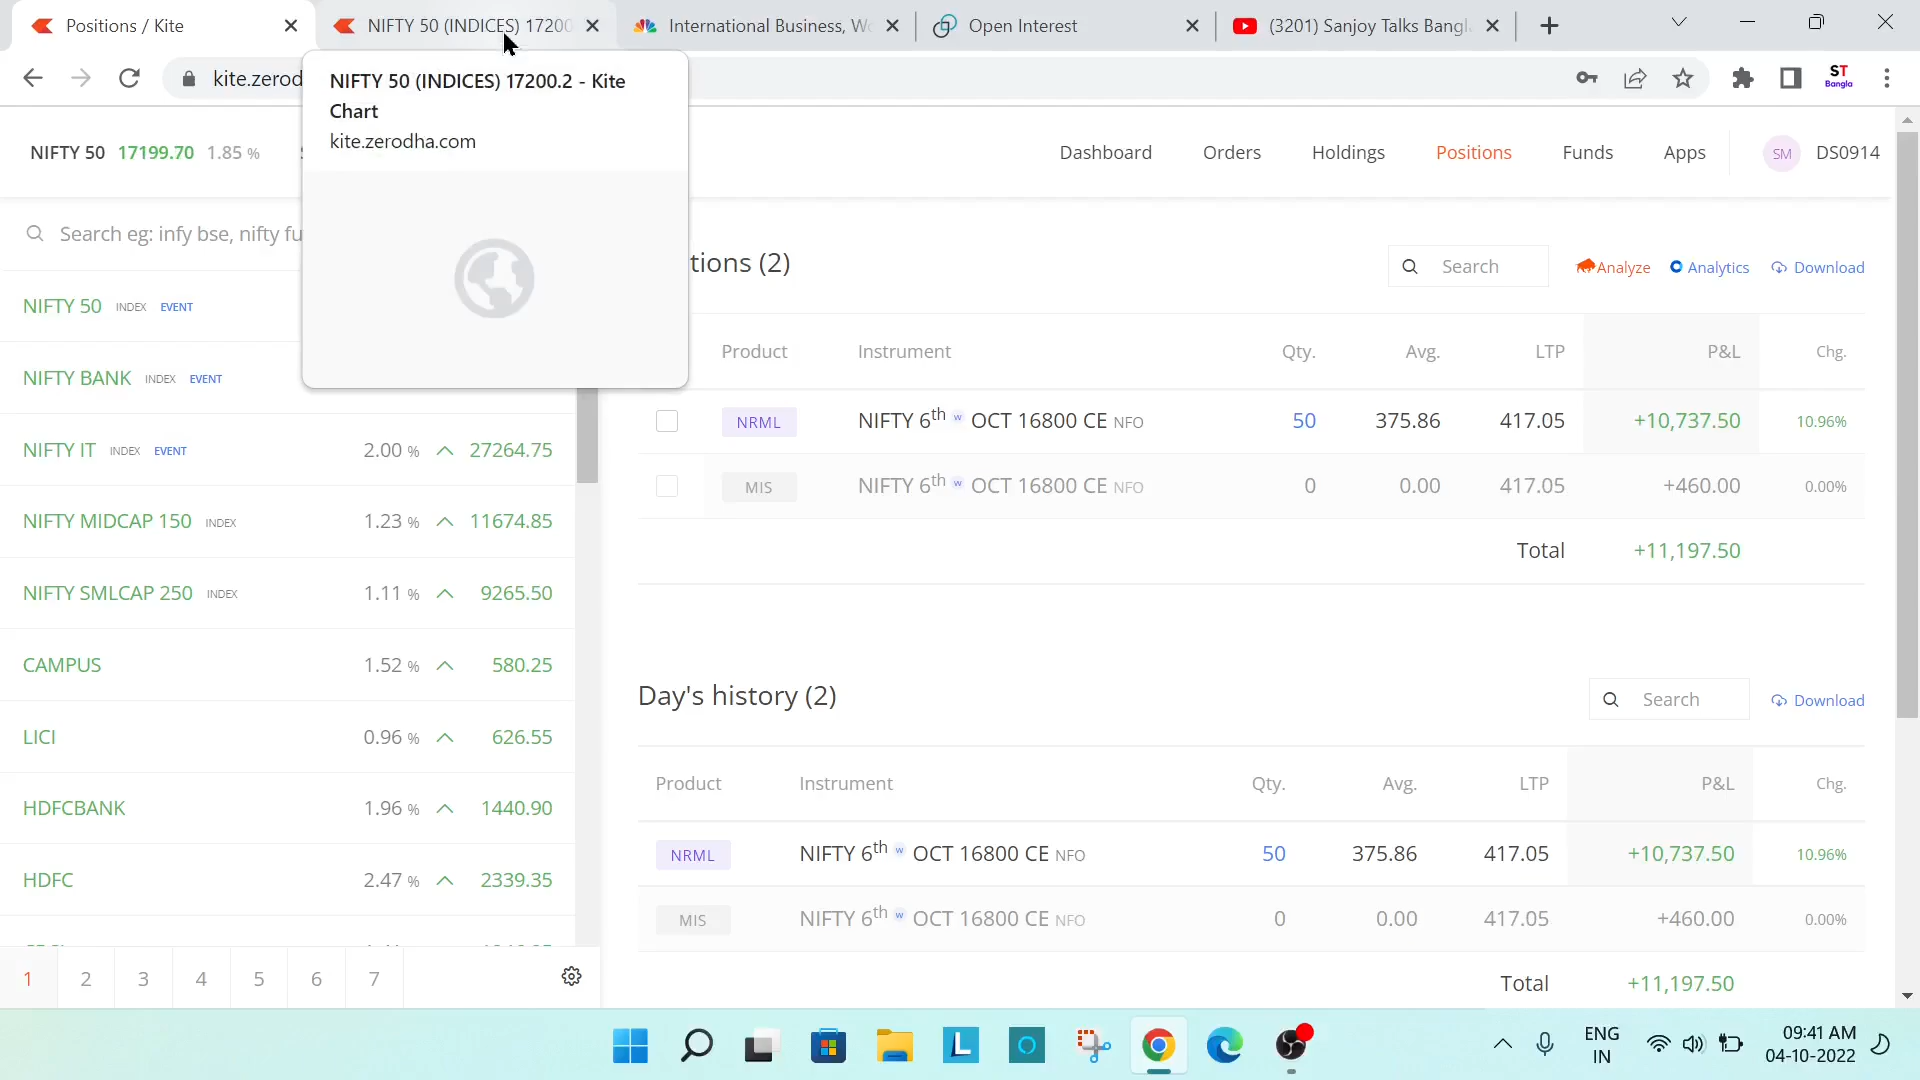 Positions / Kite
NIFTY 50 (INDICES) 17200
International Business, Wo
Open Interest
(3201) Sanjoy Talks Bangla
kite.zerod
ST
Bangla
NIFTY 50 (INDICES) 17200.2 - Kite
Chart
kite.zerodha.com
NIFTY 50 17199.70 1.85 %
Dashboard Orders Holdings Positions Funds Apps SM DS0914
Search eg: infy bse, nifty fu
NIFTY 50 INDEX EVENT
NIFTY BANK INDEX EVENT
NIFTY IT INDEX EVENT 2.00 % 27264.75
NIFTY MIDCAP 150 INDEX 1.23 % 11674.85
NIFTY SMLCAP 250 INDEX 1.11 % 9265.50
CAMPUS 1.52 % 580.25
LICI 0.96 % 626.55
HDFCBANK 1.96 % 1440.90
HDFC 2.47 % 2339.35
1 2 3 4 5 6 7
tions (2)
Search Analyze Analytics Download
Product Instrument Qty. Avg. LTP P&L Chg.
NRML NIFTY 6th w OCT 16800 CE NFO 50 375.86 417.05 +10,737.50 10.96%
MIS NIFTY 6th w OCT 16800 CE NFO 0 0.00 417.05 +460.00 0.00%
Total +11,197.50
Day's history (2)
Search Download
Product Instrument Qty. Avg. LTP P&L Chg.
NRML NIFTY 6th w OCT 16800 CE NFO 50 375.86 417.05 +10,737.50 10.96%
MIS NIFTY 6th w OCT 16800 CE NFO 0 0.00 417.05 +460.00 0.00%
Total +11,197.50
ENG
IN
09:41 AM
04-10-2022